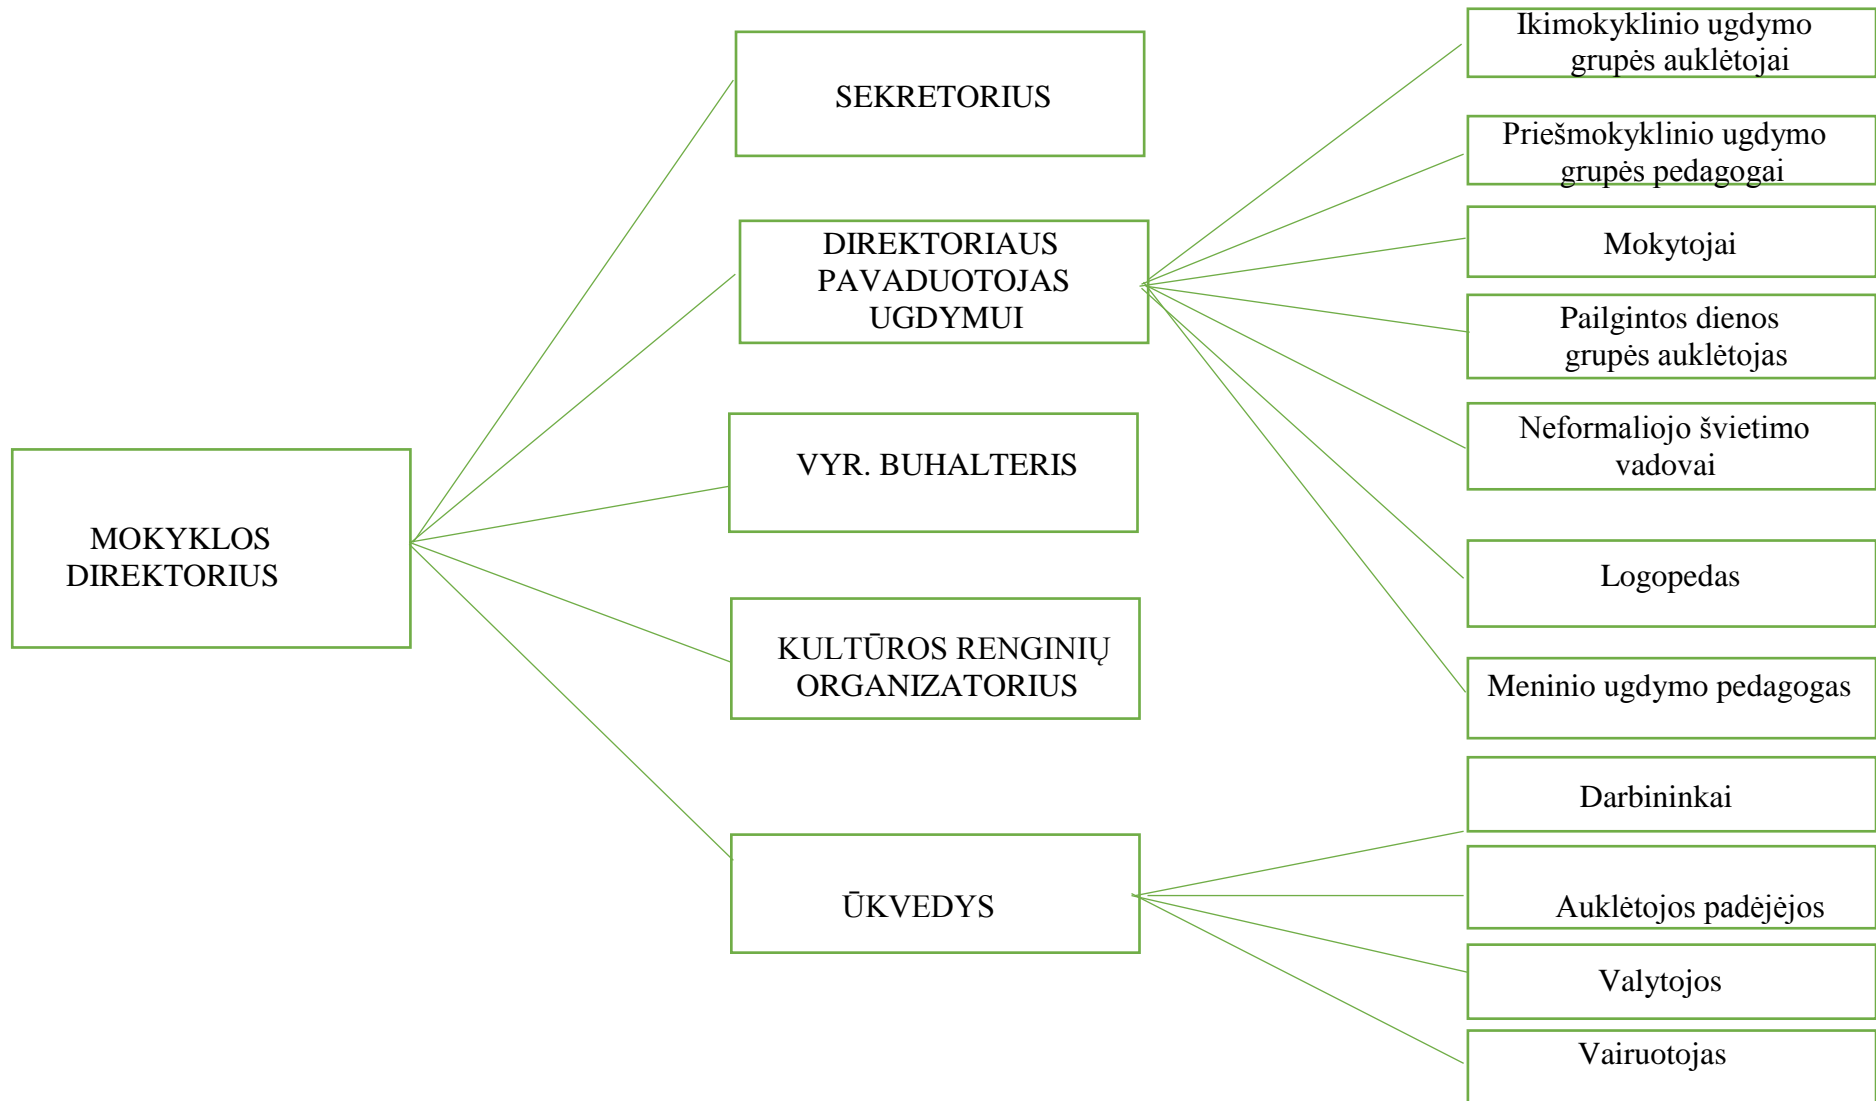 MOKYKLOS
DIREKTORIUS
SEKRETORIUS
DIREKTORIAUS
PAVADUOTOJAS
UGDYMUI
VYR. BUHALTERIS
KULTŪROS RENGINIŲ
ORGANIZATORIUS
ŪKVEDYS
Ikimokyklinio ugdymo
grupės auklėtojai
Priešmokyklinio ugdymo
grupės pedagogai
Mokytojai
Pailgintos dienos
grupės auklėtojas
Neformaliojo švietimo
vadovai
Logopedas
Meninio ugdymo pedagogas
Darbininkai
Auklėtojos padėjėjos
Valytojos
Vairuotojas